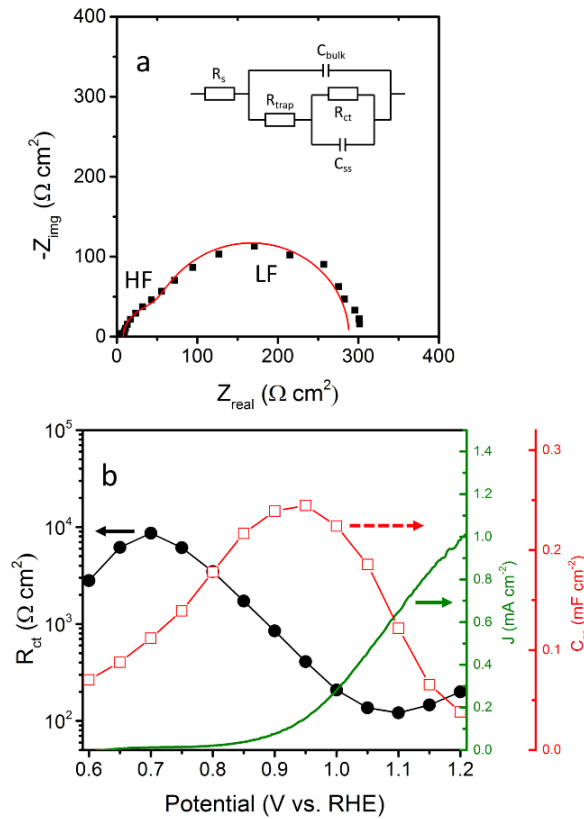 a
C_bulk
R_s
R_trap
R_ct
C_ss
HF
LF
400
300
200
100
0
-Z_img (Ω cm²)
0 100 200 300 400
Z_real (Ω cm²)
b
10⁵
10⁴
10³
10²
R_ct (Ω cm²)
0.6 0.7 0.8 0.9 1.0 1.1 1.2
Potential (V vs. RHE)
1.4
1.2
1.0
0.8
0.6
0.4
0.2
0.0
J (mA cm⁻²)
0.3
0.2
0.1
0.0
(mF cm⁻²)